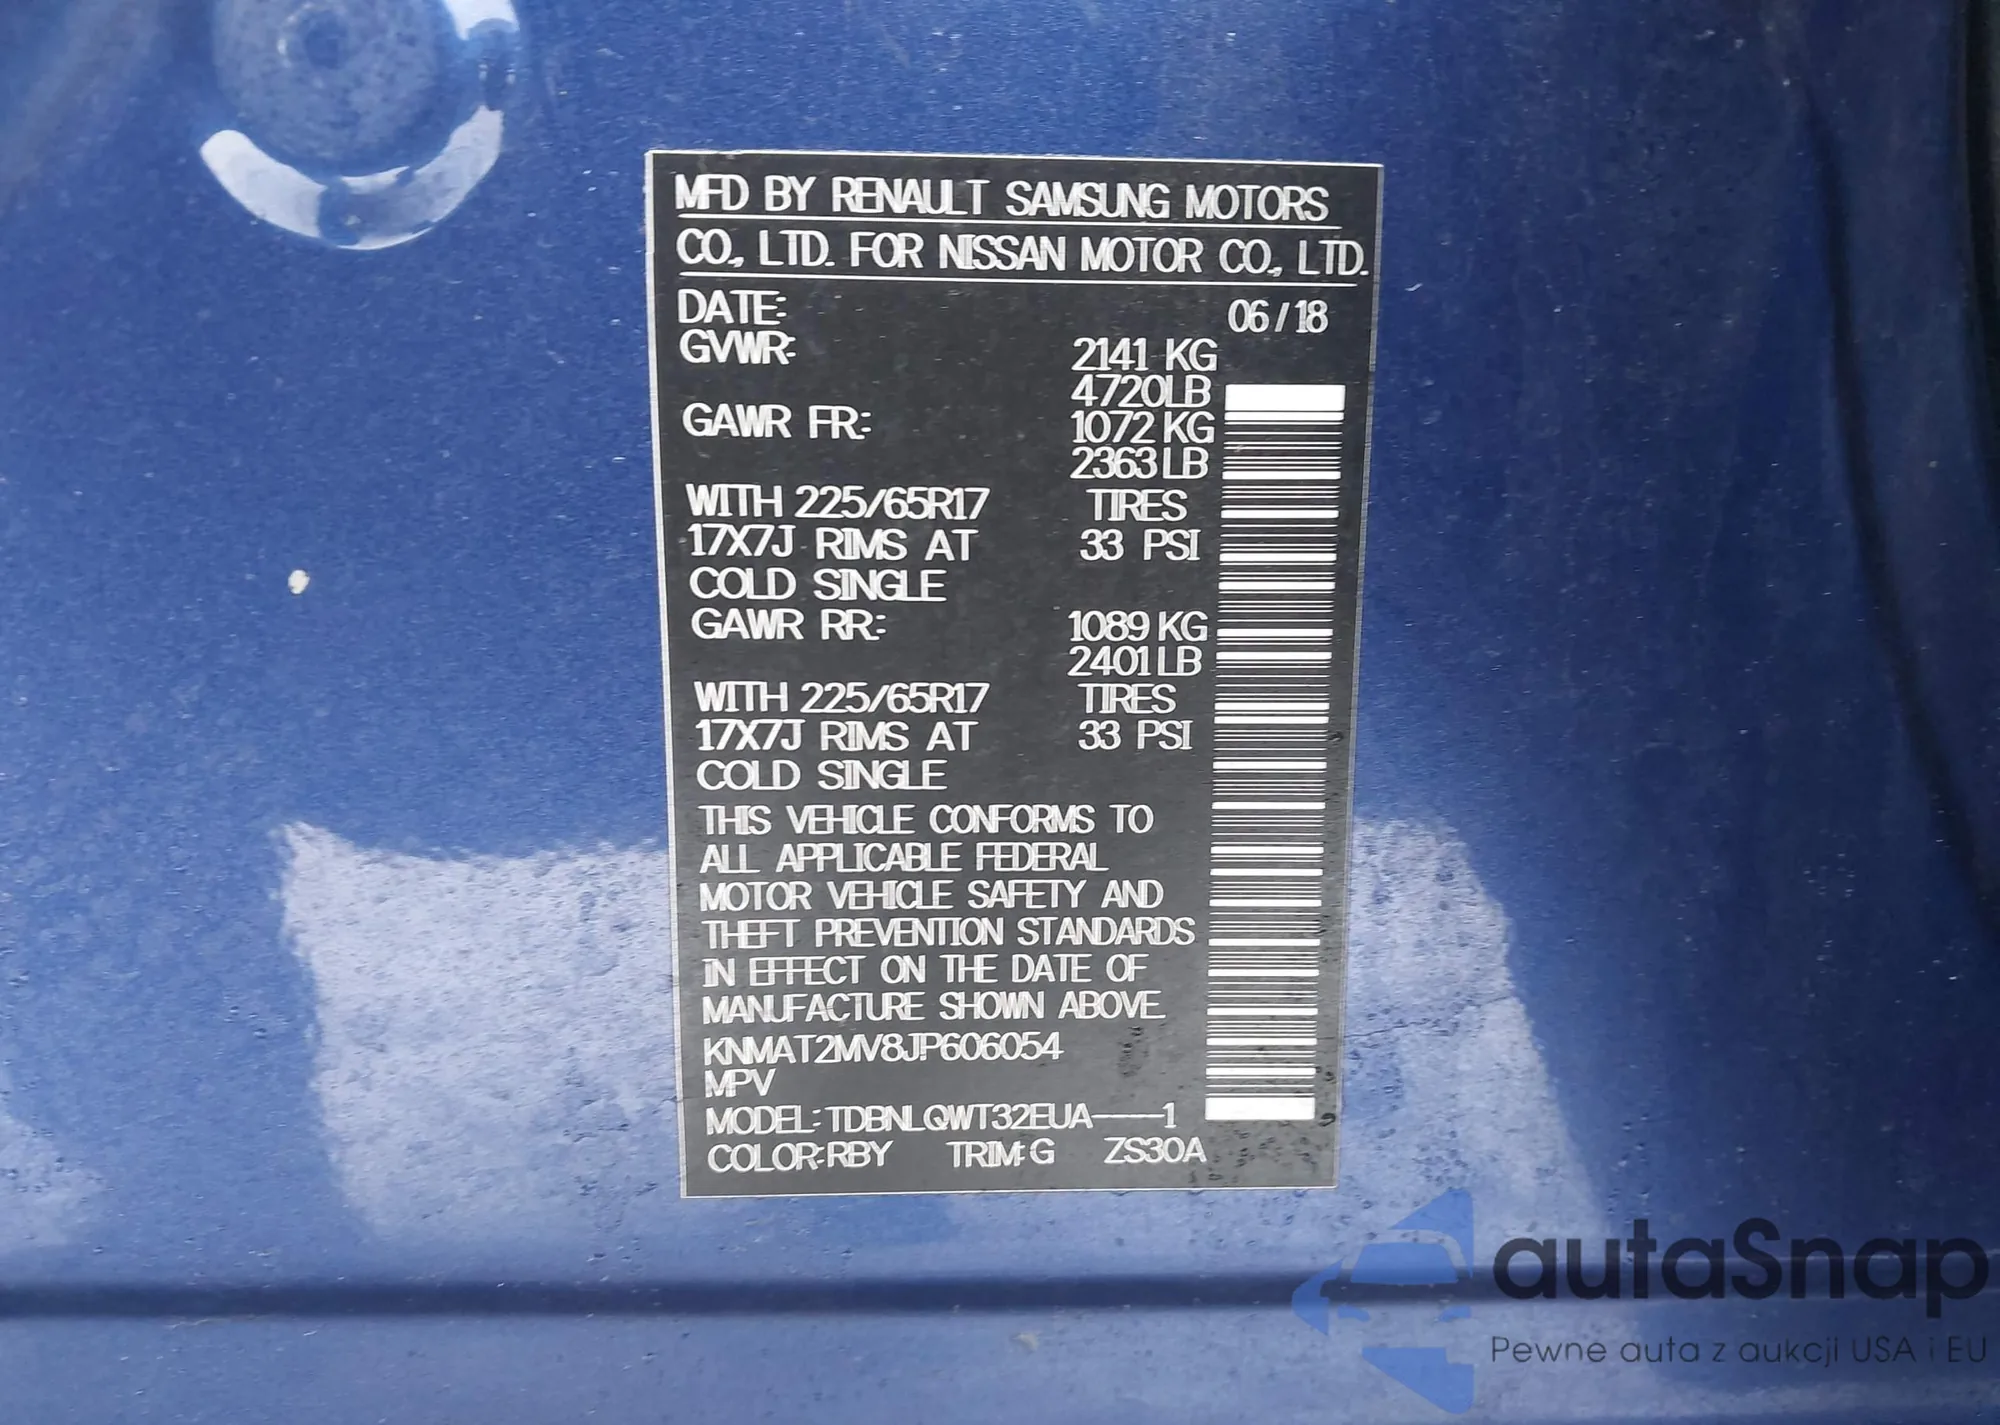 MFD BY RENAULT SAMSUNG MOTORS
CO., LTD. FOR NISSAN MOTOR CO., LTD.
DATE: 06/18
GVWR: 2141 KG
4720LB
GAWR FR: 1072 KG
2363LB
WITH 225/65R17 TIRES
17X7J RIMS AT 33 PSI
COLD SINGLE
GAWR RR: 1089 KG
2401LB
WITH 225/65R17 TIRES
17X7J RIMS AT 33 PSI
COLD SINGLE
THIS VEHICLE CONFORMS TO
ALL APPLICABLE FEDERAL
MOTOR VEHICLE SAFETY AND
THEFT PREVENTION STANDARDS
IN EFFECT ON THE DATE OF
MANUFACTURE SHOWN ABOVE.
KNMAT2MV8JP606054
MPV
MODEL: TDBNLQWT32EUA----1
COLOR:RBY TRIM:G ZS30A
autaSnap
Pewne auta z aukcji USA i EU